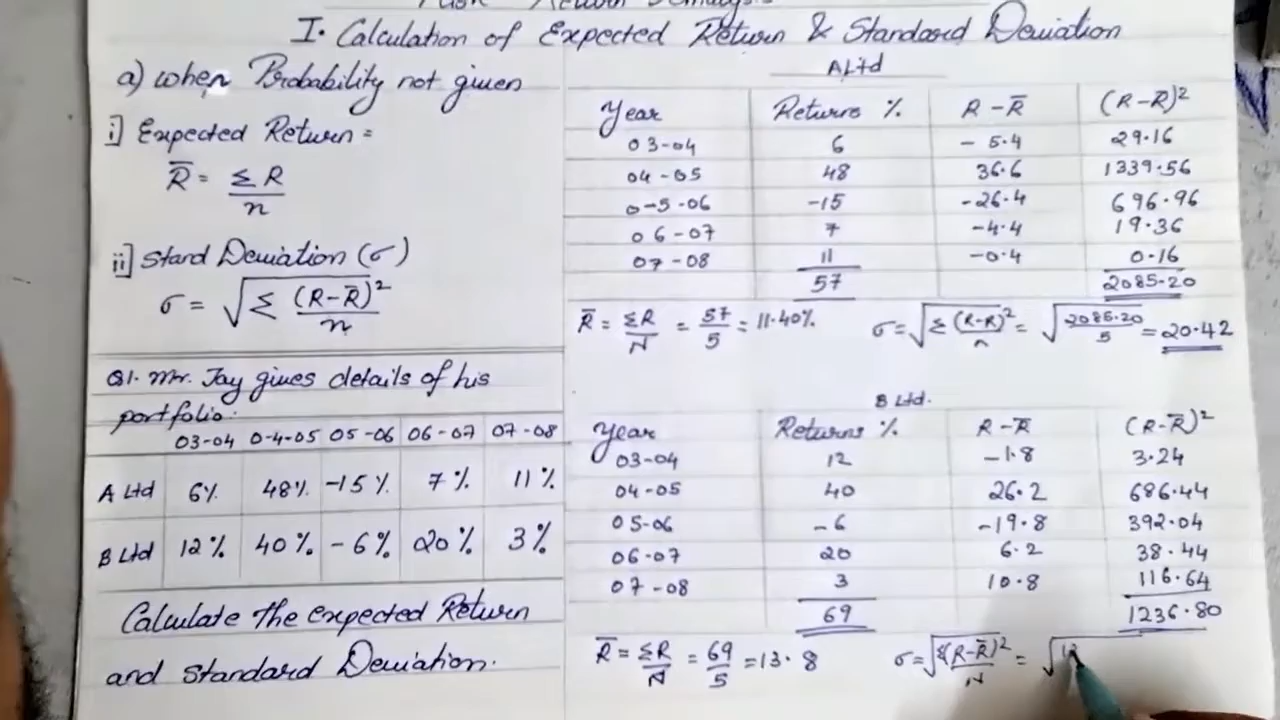 I. Calculation of Expected Return & Standard Deviation
a) when Probability not given
i] Expected Return =
R̅ = ΣR
n
ii] Stard Deviation (σ)
σ = √Σ (R-R̅)²
n
Q1. Mr. Jay gives details of his
portfolio.
03-04 0-4-05 05-06 06-07 07-08
A Ltd 6% 48% -15% 7% 11%
B Ltd 12% 40% -6% 20% 3%
Calculate the expected Return
and standard Deviation.
A Ltd
Year Returns % R-R̅ (R-R̅)²
03-04 6 -5.4 29.16
04-05 48 36.6 1339.56
0-5-06 -15 -26.4 696.96
06-07 7 -4.4 19.36
07-08 11 -0.4 0.16
57 2085.20
R̅ = ΣR/N = 57/5 = 11.40% σ = √Σ(R-R)²/n = √2085.20/5 = 20.42
B Ltd.
Year Returns % R-R̅ (R-R̅)²
03-04 12 -1.8 3.24
04-05 40 26.2 686.44
05-06 -6 -19.8 392.04
06-07 20 6.2 38.44
07-08 3 10.8 116.64
69 1236.80
R̅ = ΣR/N = 69/5 = 13.8 σ = √Σ(R-R̅)²/N = √